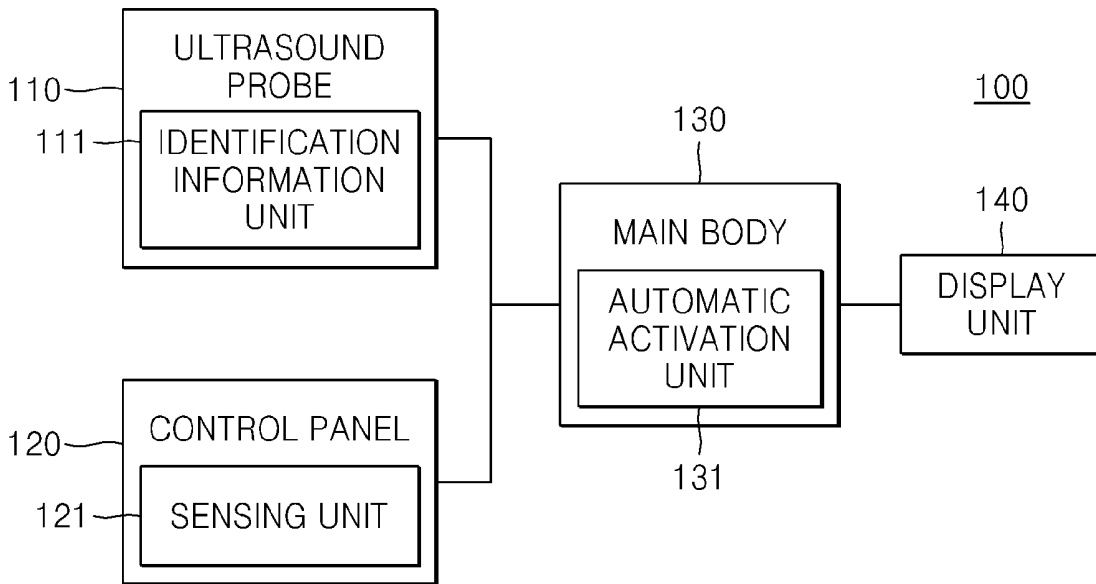 ULTRASOUND
PROBE
110
111
IDENTIFICATION
INFORMATION
UNIT
120
CONTROL PANEL
121
SENSING UNIT
130
MAIN BODY
AUTOMATIC
ACTIVATION
UNIT
131
100
140
DISPLAY
UNIT